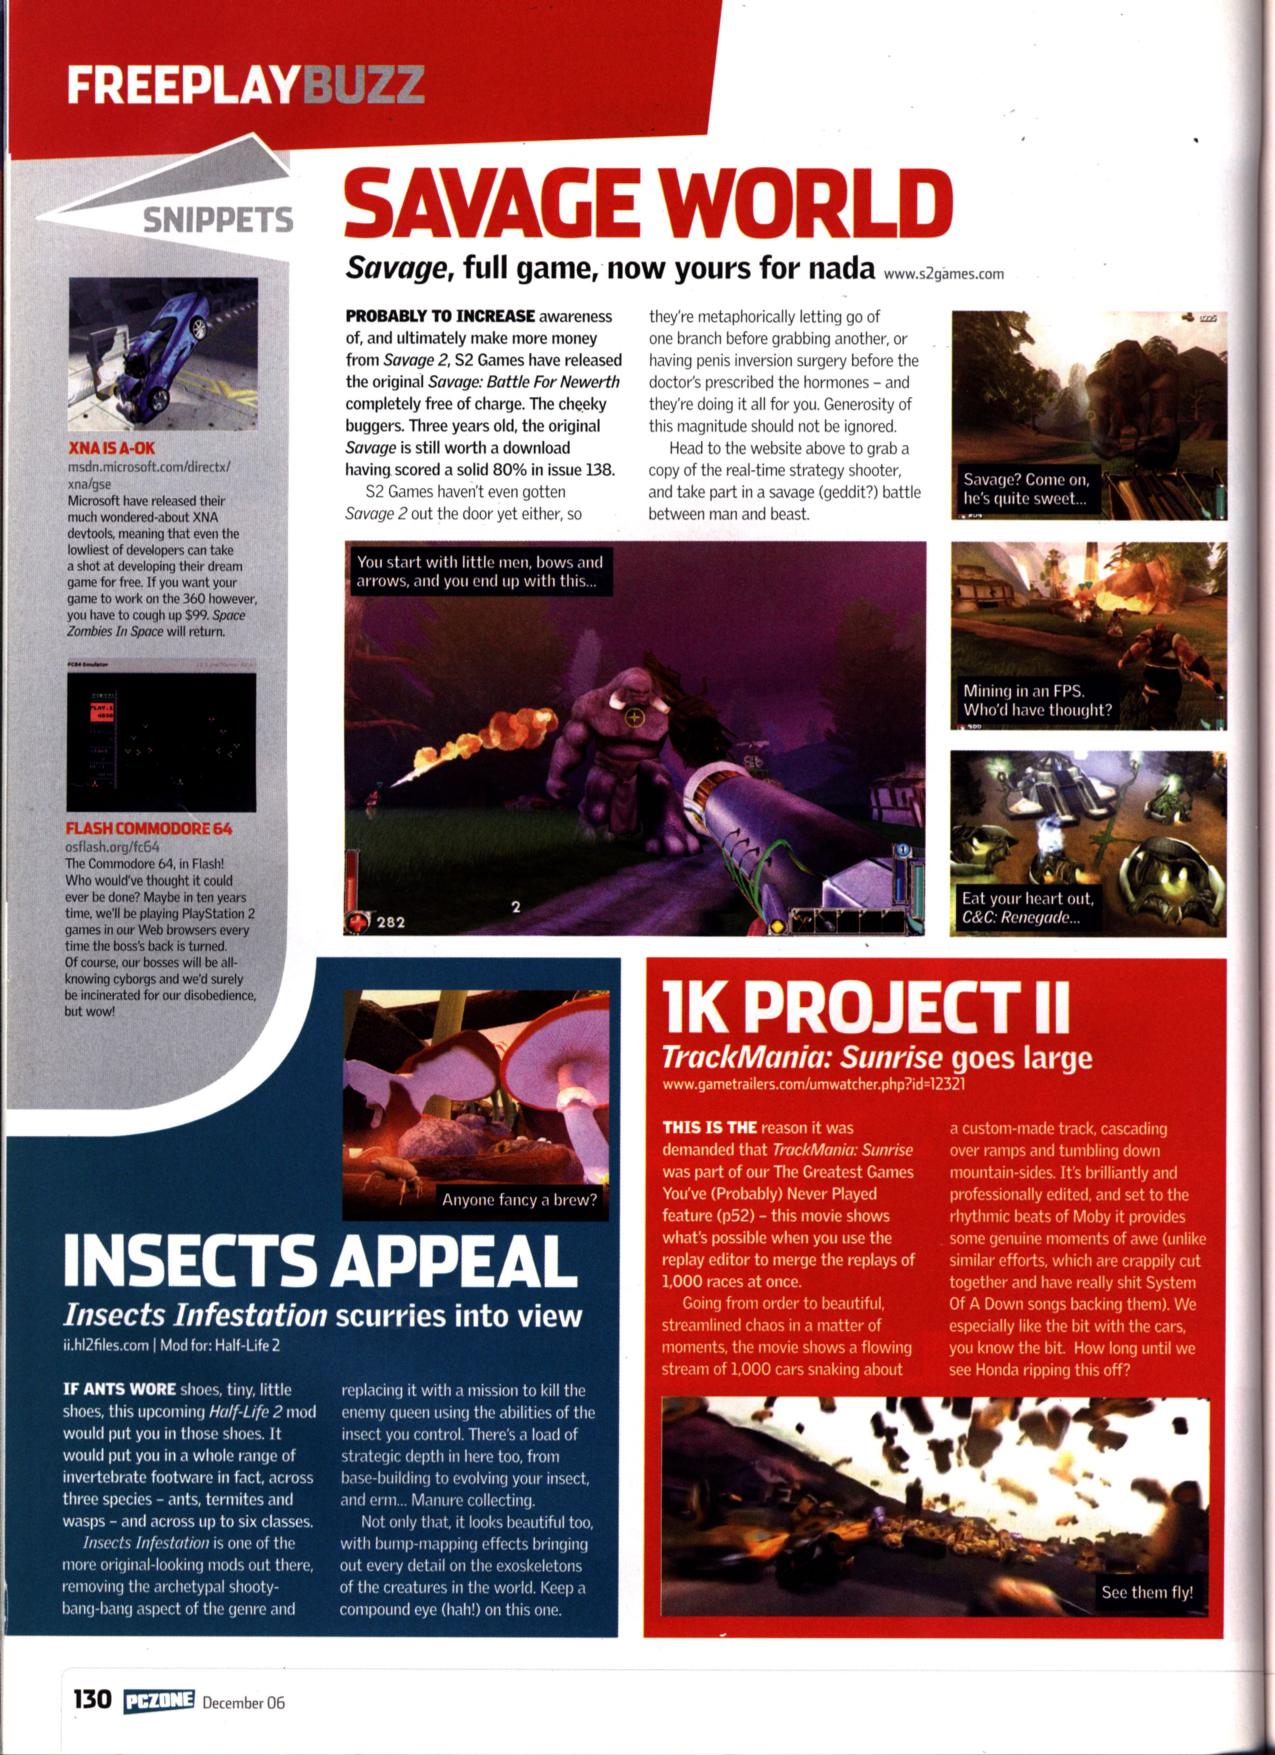 FREEPLAYBUZZ
SNIPPETS
XNA IS A-OK
msdn.microsoft.com/directx/
xna/gse
Microsoft have released their
much wondered-about XNA
devtools, meaning that even the
lowliest of developers can take
a shot at developing their dream
game for free. If you want your
game to work on the 360 however,
you have to cough up $99. Space
Zombies In Space will return.
FC64 Emulator
FLASH COMMODORE 64
osflash.org/fc64
The Commodore 64, in Flash!
Who would've thought it could
ever be done? Maybe in ten years
time, we'll be playing PlayStation 2
games in our Web browsers every
time the boss's back is turned.
Of course, our bosses will be all-
knowing cyborgs and we'd surely
be incinerated for our disobedience,
but wow!
SAVAGE WORLD
Savage, full game, now yours for nada www.s2games.com
PROBABLY TO INCREASE awareness
of, and ultimately make more money
from Savage 2, S2 Games have released
the original Savage: Battle For Newerth
completely free of charge. The cheeky
buggers. Three years old, the original
Savage is still worth a download
having scored a solid 80% in issue 138.
S2 Games haven't even gotten
Savage 2 out the door yet either, so
they're metaphorically letting go of
one branch before grabbing another, or
having penis inversion surgery before the
doctor's prescribed the hormones – and
they're doing it all for you. Generosity of
this magnitude should not be ignored.
Head to the website above to grab a
copy of the real-time strategy shooter,
and take part in a savage (geddit?) battle
between man and beast.
Savage? Come on,
he's quite sweet...
You start with little men, bows and
arrows, and you end up with this...
282
2
Mining in an FPS.
Who'd have thought?
Eat your heart out,
C&C: Renegade...
Anyone fancy a brew?
INSECTS APPEAL
Insects Infestation scurries into view
ii.hl2files.com | Mod for: Half-Life 2
IF ANTS WORE shoes, tiny, little
shoes, this upcoming Half-Life 2 mod
would put you in those shoes. It
would put you in a whole range of
invertebrate footware in fact, across
three species – ants, termites and
wasps – and across up to six classes.
Insects Infestation is one of the
more original-looking mods out there,
removing the archetypal shooty-
bang-bang aspect of the genre and
replacing it with a mission to kill the
enemy queen using the abilities of the
insect you control. There's a load of
strategic depth in here too, from
base-building to evolving your insect,
and erm... Manure collecting.
Not only that, it looks beautiful too,
with bump-mapping effects bringing
out every detail on the exoskeletons
of the creatures in the world. Keep a
compound eye (hah!) on this one.
1K PROJECT II
TrackMania: Sunrise goes large
www.gametrailers.com/umwatcher.php?id=12321
THIS IS THE reason it was
demanded that TrackMania: Sunrise
was part of our The Greatest Games
You've (Probably) Never Played
feature (p52) – this movie shows
what's possible when you use the
replay editor to merge the replays of
1,000 races at once.
Going from order to beautiful,
streamlined chaos in a matter of
moments, the movie shows a flowing
stream of 1,000 cars snaking about
a custom-made track, cascading
over ramps and tumbling down
mountain-sides. It's brilliantly and
professionally edited, and set to the
rhythmic beats of Moby it provides
some genuine moments of awe (unlike
similar efforts, which are crappily cut
together and have really shit System
Of A Down songs backing them). We
especially like the bit with the cars,
you know the bit. How long until we
see Honda ripping this off?
See them fly!
130 PCZONE December 06